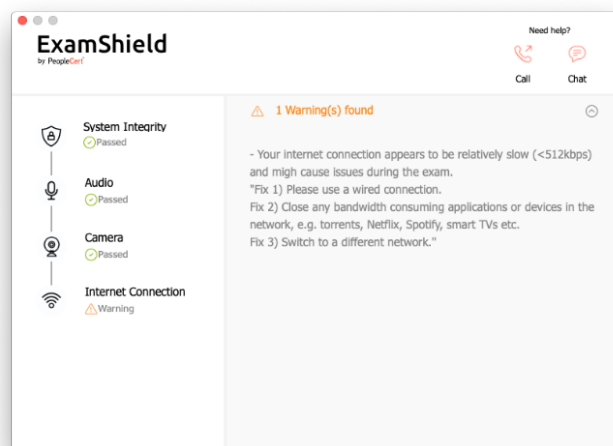 ExamShield
by PeopleCert
Need help?
Call
Chat
System Integrity
Passed
Audio
Passed
Camera
Passed
Internet Connection
Warning
1 Warning(s) found
- Your internet connection appears to be relatively slow (<512kbps)
and migh cause issues during the exam.
"Fix 1) Please use a wired connection.
Fix 2) Close any bandwidth consuming applications or devices in the
network, e.g. torrents, Netflix, Spotify, smart TVs etc.
Fix 3) Switch to a different network."